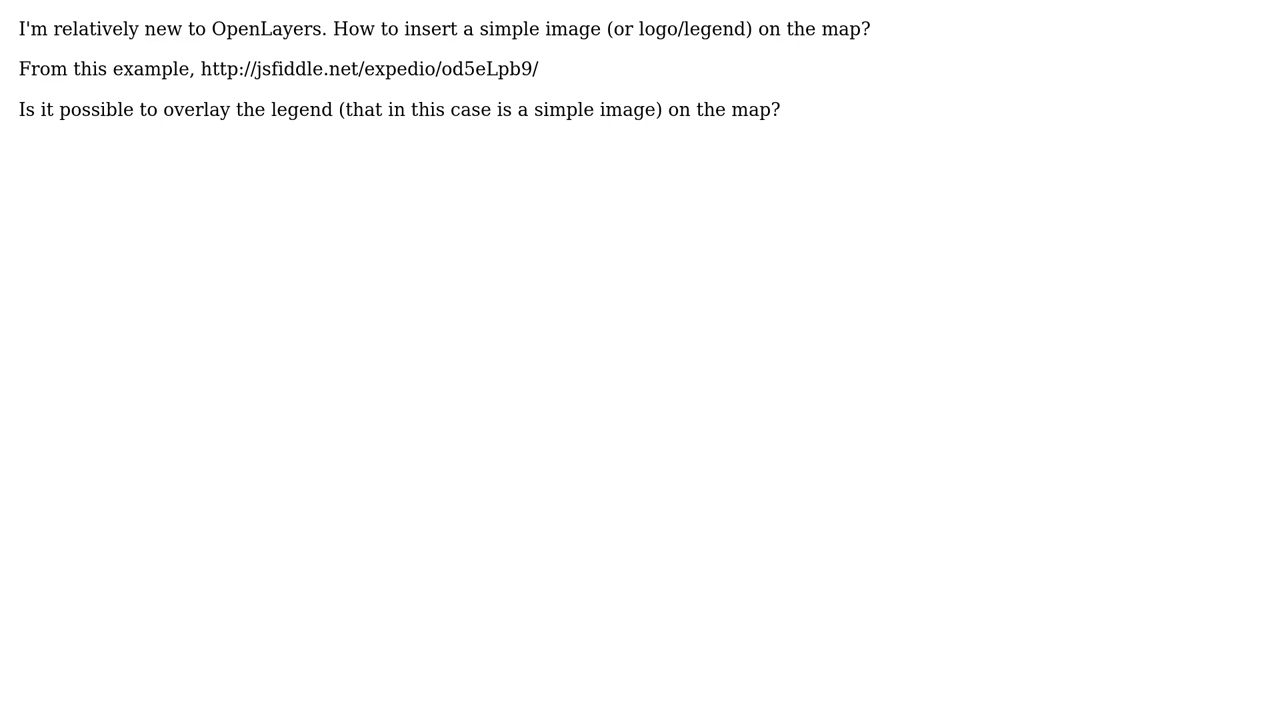 I'm relatively new to OpenLayers. How to insert a simple image (or logo/legend) on the map?
From this example, http://jsfiddle.net/expedio/od5eLpb9/
Is it possible to overlay the legend (that in this case is a simple image) on the map?